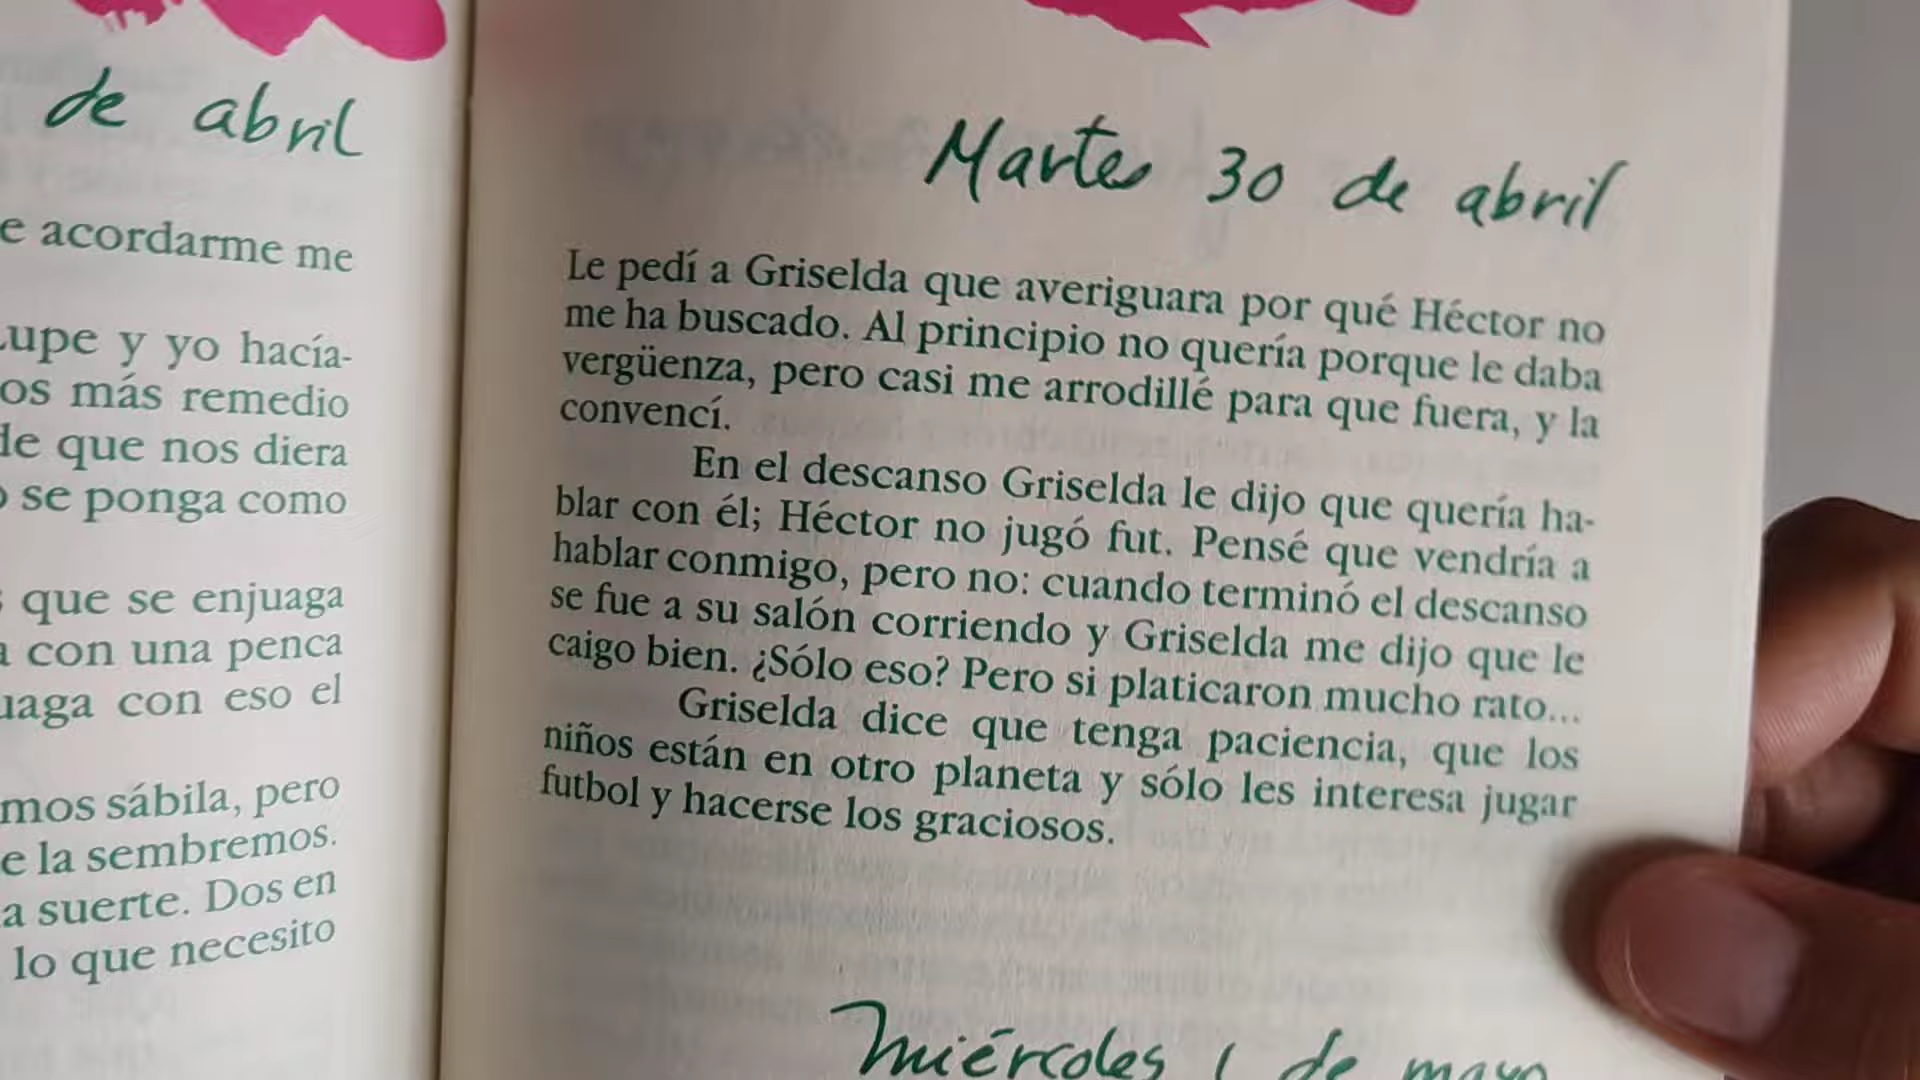 de abril
e acordarme me
upe y yo hacía-
os más remedio
de que nos diera
se ponga como
que se enjuaga
con una penca
uaga con eso el
mos sábila, pero
e la sembremos.
a suerte. Dos en
lo que necesito
Martes 30 de abril
Le pedí a Griselda que averiguara por qué Héctor no
me ha buscado. Al principio no quería porque le daba
vergüenza, pero casi me arrodillé para que fuera, y la
convencí.
En el descanso Griselda le dijo que quería ha-
blar con él; Héctor no jugó fut. Pensé que vendría a
hablar conmigo, pero no: cuando terminó el descanso
se fue a su salón corriendo y Griselda me dijo que le
caigo bien. ¿Sólo eso? Pero si platicaron mucho rato...
Griselda dice que tenga paciencia, que los
niños están en otro planeta y sólo les interesa jugar
futbol y hacerse los graciosos.
Miércoles 1 de mayo